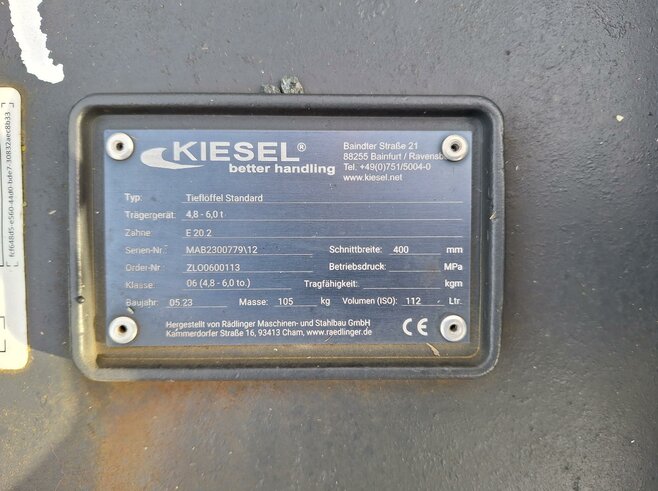 KIESEL®
better handling
Baindter Straße 21
88255 Bainfurt / Ravensb
Tel. +49(0)751/5004-0
www.kiesel.net
Typ: Tieflöffel Standard
Trägergerät: 4,8 - 6,0 t
Zähne: E 20.2
Serien-Nr.: MAB2300779\12 Schnittbreite: 400 mm
Order-Nr.: ZLO0600113 Betriebsdruck: MPa
Klasse: 06 (4,8 - 6,0 to.) Tragfähigkeit: kgm
Baujahr: 05.23 Masse: 105 kg Volumen (ISO): 112 Ltr.
Hergestellt von Rädlinger Maschinen- und Stahlbau GmbH
Kammerdorfer Straße 16, 93413 Cham, www.raedlinger.de
CE